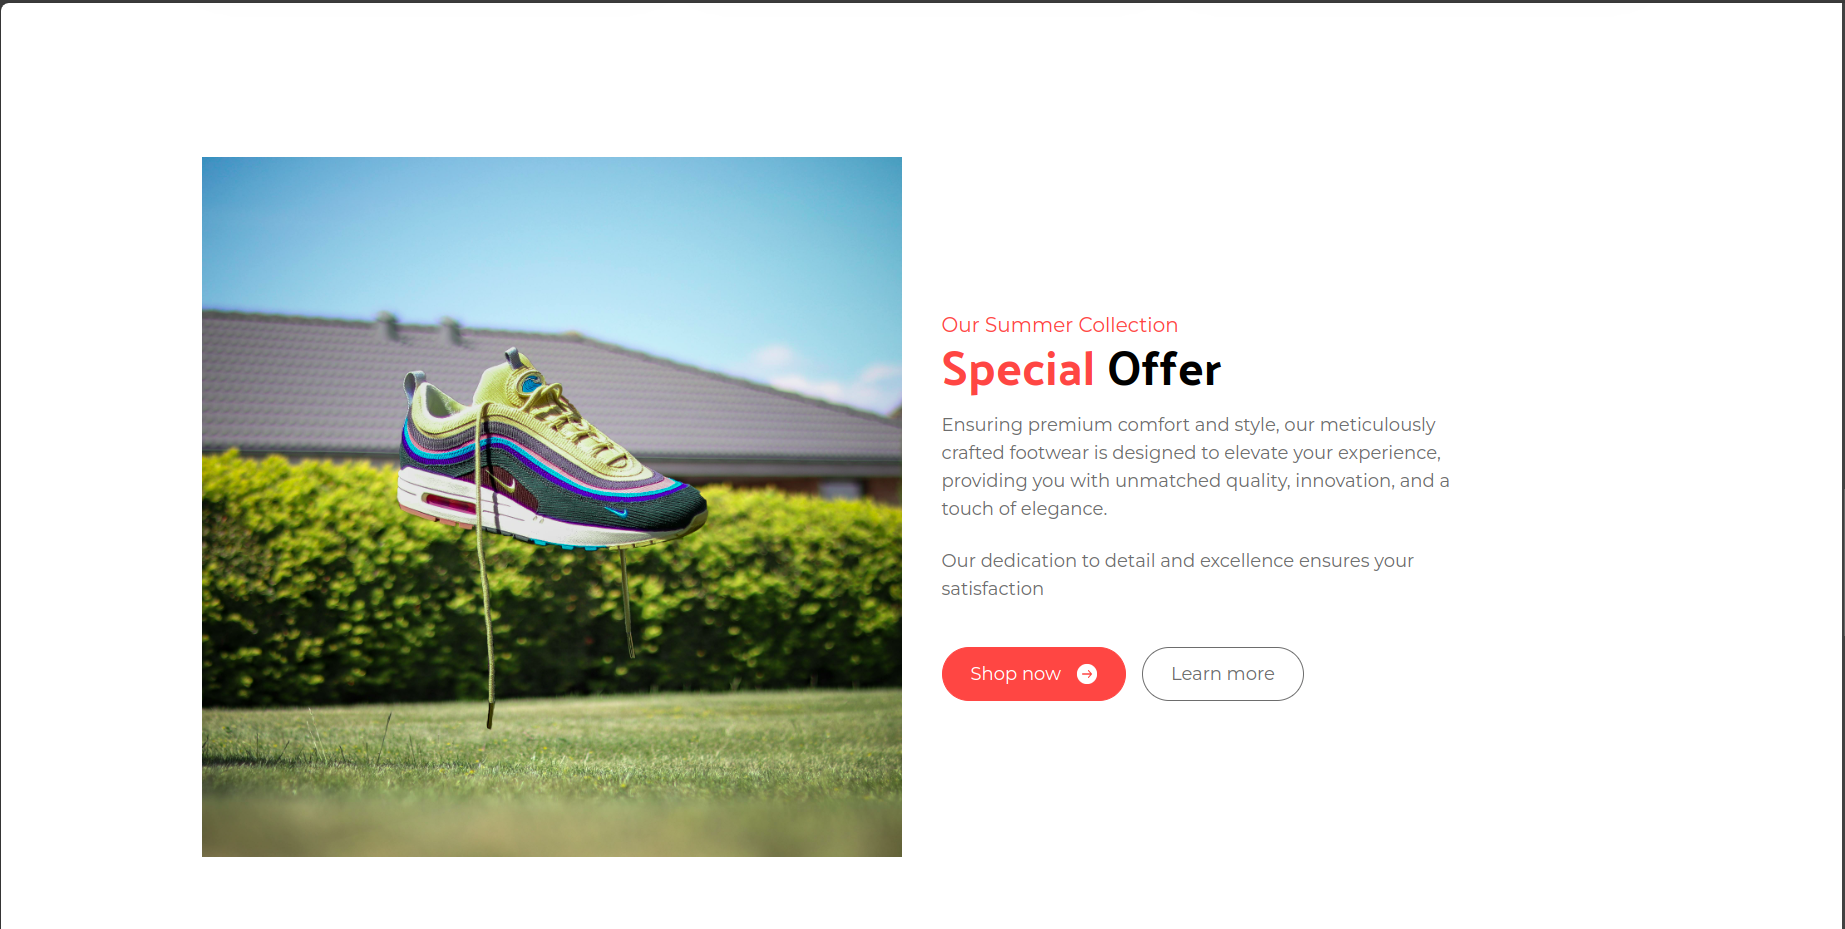 Our Summer Collection
Special Offer
Ensuring premium comfort and style, our meticulously
crafted footwear is designed to elevate your experience,
providing you with unmatched quality, innovation, and a
touch of elegance.
Our dedication to detail and excellence ensures your
satisfaction
Shop now
Learn more